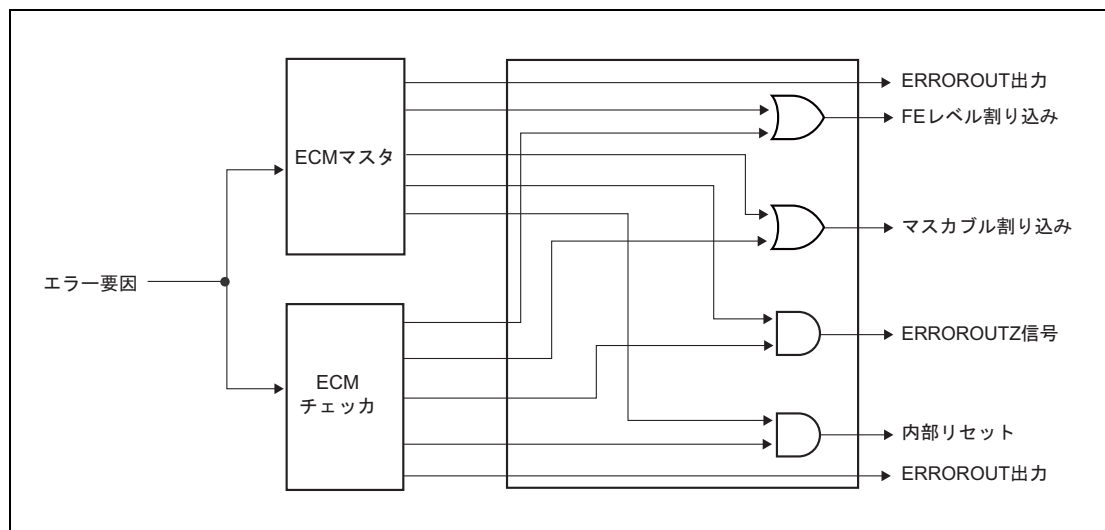 ERROROUT出力
FEレベル割り込み
ECMマスタ
マスカブル割り込み
エラー要因
ERROROUTZ信号
ECM
チェッカ
内部リセット
ERROROUT出力